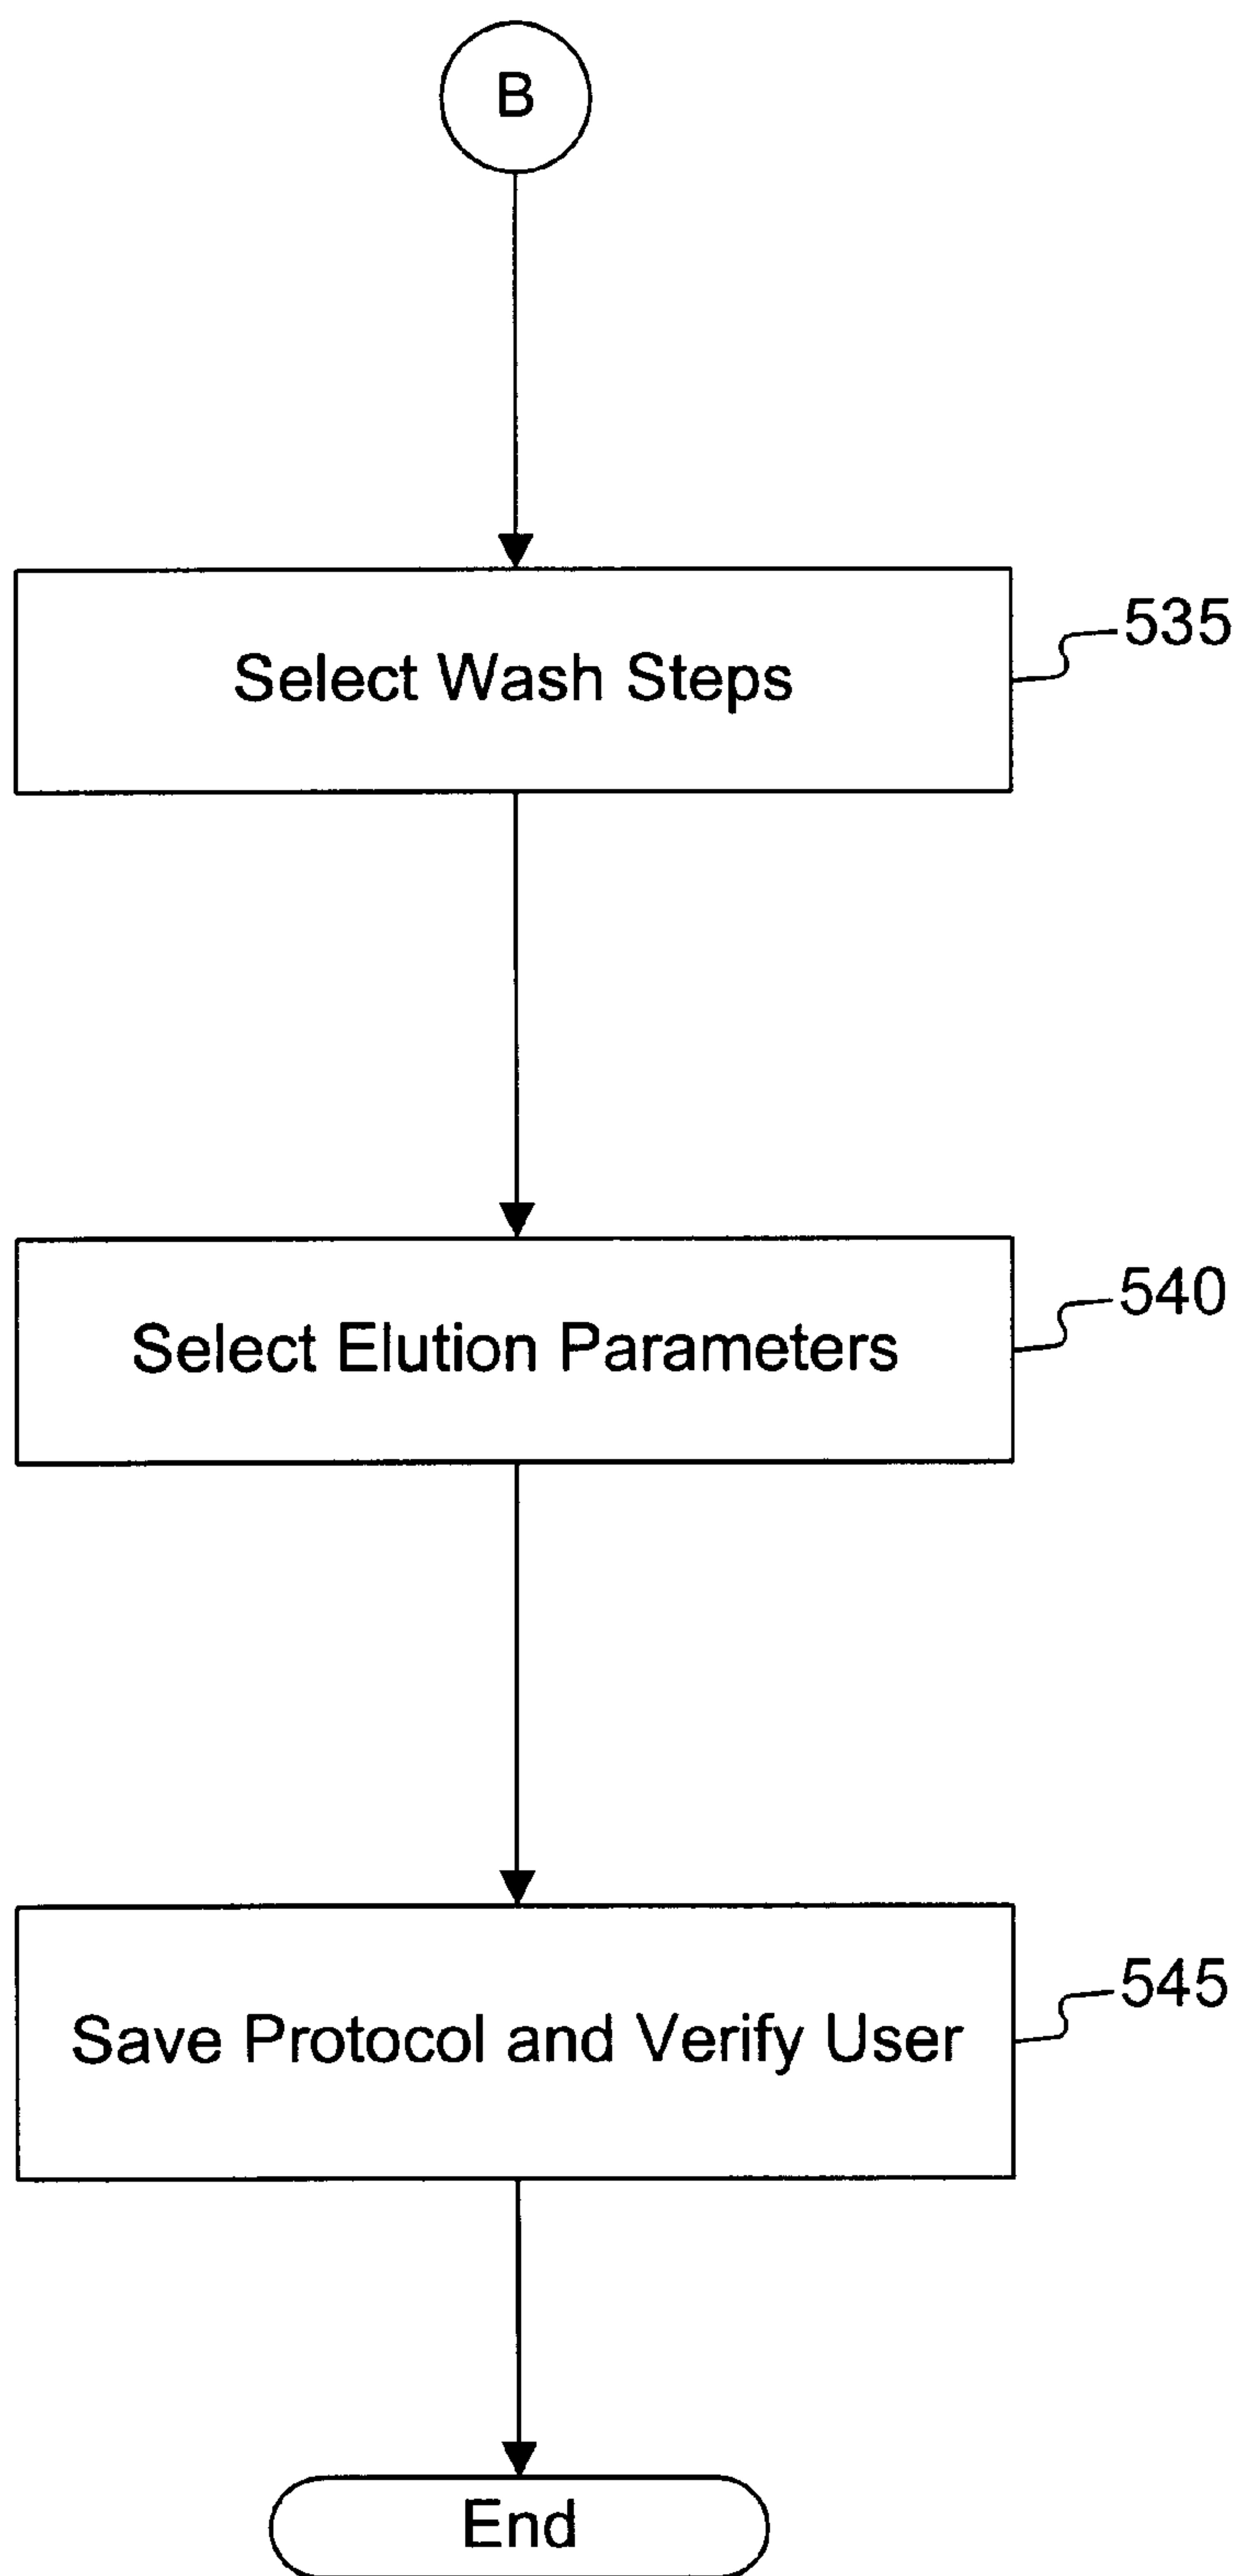 B
Select Wash Steps
535
Select Elution Parameters
540
Save Protocol and Verify User
545
End